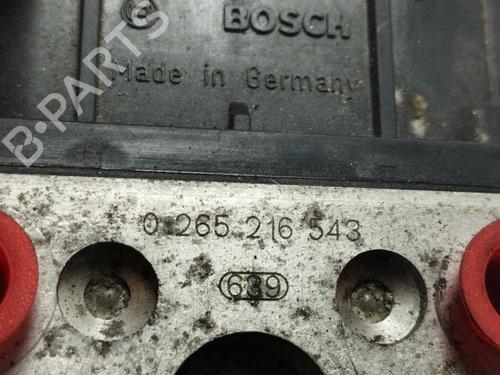 BOSCH
Made in Germany
B-PARTS
0 265 216 543
639